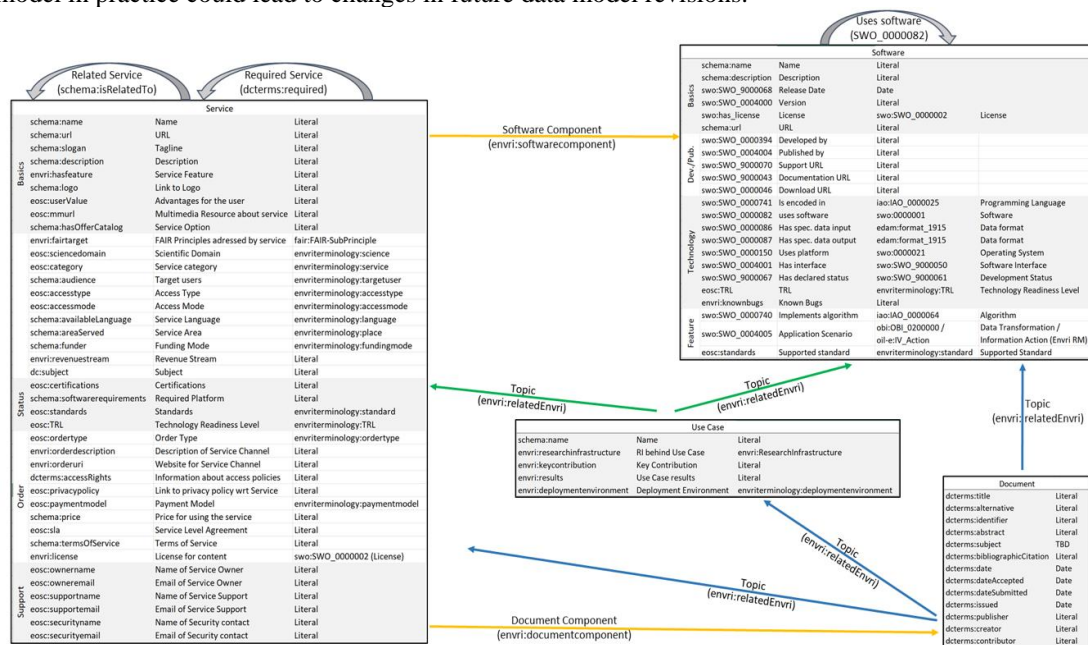 model in practice could lead to changes in future data model revisions.
Uses software
(SWO_0000082)
Related Service
(schema:isRelatedTo)
Required Service
(dcterms:required)
Service
Basics
schema:name Name Literal
schema:url URL Literal
schema:slogan Tagline Literal
schema:description Description Literal
envri:hasfeature Service Feature Literal
schema:logo Link to Logo Literal
eosc:userValue Advantages for the user Literal
eosc:mmurl Multimedia Resource about service Literal
schema:hasOfferCatalog Service Option Literal
envri:fairtarget FAIR Principles adressed by service fair:FAIR-SubPrinciple
eosc:sciencedomain Scientific Domain envriterminology:science
eosc:category Service category envriterminology:service
schema:audience Target users envriterminology:targetuser
eosc:accesstype Access Type envriterminology:accesstype
eosc:accessmode Access Mode envriterminology:accessmode
schema:availableLanguage Service Language envriterminology:language
schema:areaServed Service Area envriterminology:place
schema:funder Funding Mode envriterminology:fundingmode
envri:revenuestream Revenue Stream Literal
dc:subject Subject Literal
Status
eosc:certifications Certifications Literal
schema:softwarerequirements Required Platform Literal
eosc:standards Standards envriterminology:standard
eosc:TRL Technology Readiness Level envriterminology:TRL
Order
eosc:ordertype Order Type envriterminology:ordertype
envri:orderdescription Description of Service Channel Literal
envri:orderuri Website for Service Channel Literal
dcterms:accessRights Information about access policies Literal
eosc:privacypolicy Link to privacy policy wrt Service Literal
eosc:paymentmodel Payment Model envriterminology:paymentmodel
schema:price Price for using the service Literal
eosc:sla Service Level Agreement Literal
schema:termsOfService Terms of Service Literal
envri:license License for content swo:SWO_0000002 (License)
Support
eosc:ownername Name of Service Owner Literal
eosc:owneremail Email of Service Owner Literal
eosc:supportname Name of Service Support Literal
eosc:supportemail Email of Service Support Literal
eosc:securityname Name of Security contact Literal
eosc:securityemail Email of Security contact Literal
Software Component
(envri:softwarecomponent)
Software
Basics
schema:name Name Literal
schema:description Description Literal
swo:SWO_9000068 Release Date Date
swo:SWO_0004000 Version Literal
swo:has_license License swo:SWO_0000002 License
schema:url URL Literal
Dev./Pub.
swo:SWO_0000394 Developed by Literal
swo:SWO_0004004 Published by Literal
swo:SWO_9000070 Support URL Literal
swo:SWO_9000043 Documentation URL Literal
swo:SWO_0000046 Download URL Literal
Technology
swo:SWO_0000741 Is encoded in iao:IAO_0000025 Programming Language
swo:SWO_0000082 uses software swo:0000001 Software
swo:SWO_0000086 Has spec. data input edam:format_1915 Data format
swo:SWO_0000087 Has spec. data output edam:format_1915 Data format
swo:SWO_0000150 Uses platform swo:0000021 Operating System
swo:SWO_0004001 Has interface swo:SWO_9000050 Software Interface
swo:SWO_9000067 Has declared status swo:SWO_9000061 Development Status
eosc:TRL TRL envriterminology:TRL Technology Readiness Level
envri:knownbugs Known Bugs Literal
Feature
swo:SWO_0000740 Implements algorithm iao:IAO_0000064 Algorithm
swo:SWO_0004005 Application Scenario obi:OBI_0200000 / Data Transformation /
oil-e:IV_Action Information Action (Envri RM)
eosc:standards Supported standard envriterminology:standard Supported Standard
Topic
(envri:relatedEnvri)
Topic
(envri:relatedEnvri)
Topic
(envri:relatedEnvri)
Use Case
schema:name Name Literal
envri:researchinfrastructure RI behind Use Case envri:ResearchInfrastructure
envri:keycontribution Key Contribution Literal
envri:results Use Case results Literal
envri:deploymentenvironment Deployment Environment envriterminology:deploymentenvironment
Topic
(envri:relatedEnvri)
Topic
(envri:relatedEnvri)
Document Component
(envri:documentcomponent)
Document
dcterms:title Literal
dcterms:alternative Literal
dcterms:identifier Literal
dcterms:abstract Literal
dcterms:subject TBD
dcterms:bibliographicCitation Literal
dcterms:date Date
dcterms:dateAccepted Date
dcterms:dateSubmitted Date
dcterms:issued Date
dcterms:publisher Literal
dcterms:creator Literal
dcterms:contributor Literal